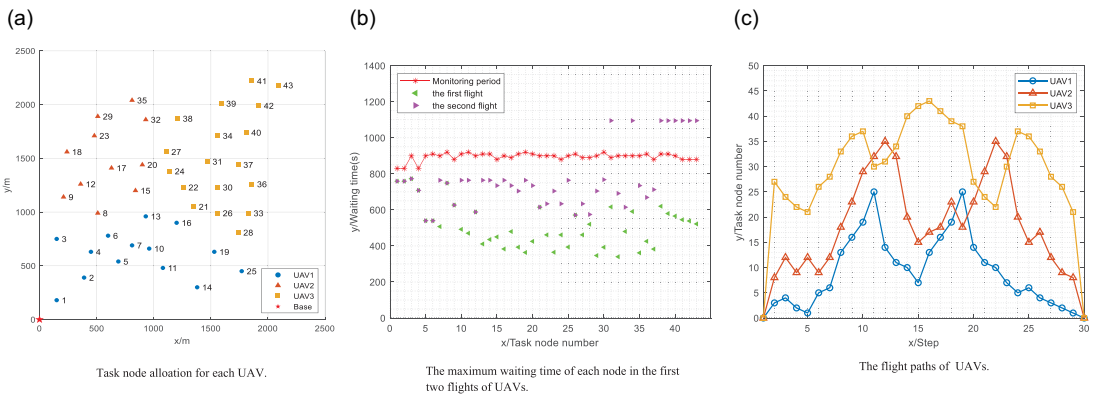 (a)
(b)
(c)
2500
2000
1500
1000
500
0
y/m
0 500 1000 1500 2000 2500
x/m
1
2
3
4
5
6
7
8
9
10
11
12
13
14
15
16
17
18
19
20
21
22
23
24
25
26
27
28
29
30
31
32
33
34
35
36
37
38
39
40
41
42
43
UAV1
UAV2
UAV3
Base
Task node alloation for each UAV.
1400
1200
1000
800
600
400
200
0
y/Waiting time(s)
0 5 10 15 20 25 30 35 40
x/Task node number
Monitoring period
the first flight
the second flight
The maximum waiting time of each node in the first
two flights of UAVs.
50
45
40
35
30
25
20
15
10
5
0
y/Task node number
5 10 15 20 25 30
x/Step
UAV1
UAV2
UAV3
The flight paths of UAVs.